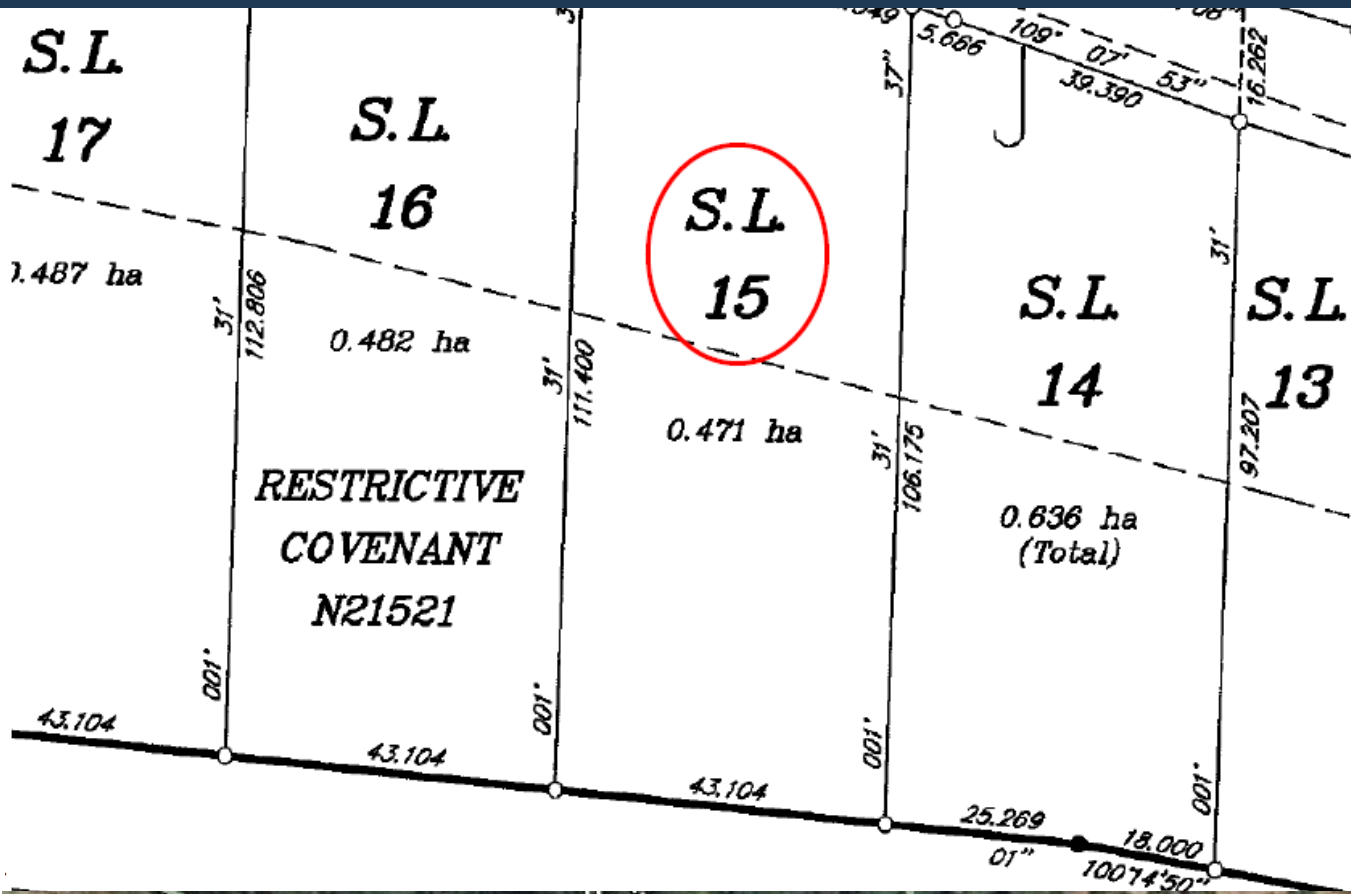 S.L.
17
S.L.
16
S.L.
15
S.L.
14
S.L.
13
5.666
109° 07' 53"
39.390
16.262
37"
31'
0.482 ha
0.471 ha
0.636 ha
(Total)
31'
112.806
31'
111.400
31'
106.175
97.207
RESTRICTIVE
COVENANT
N21521
001°
001°
001°
001°
43.104
43.104
43.104
25.269
01"
18.000
100°14'50"